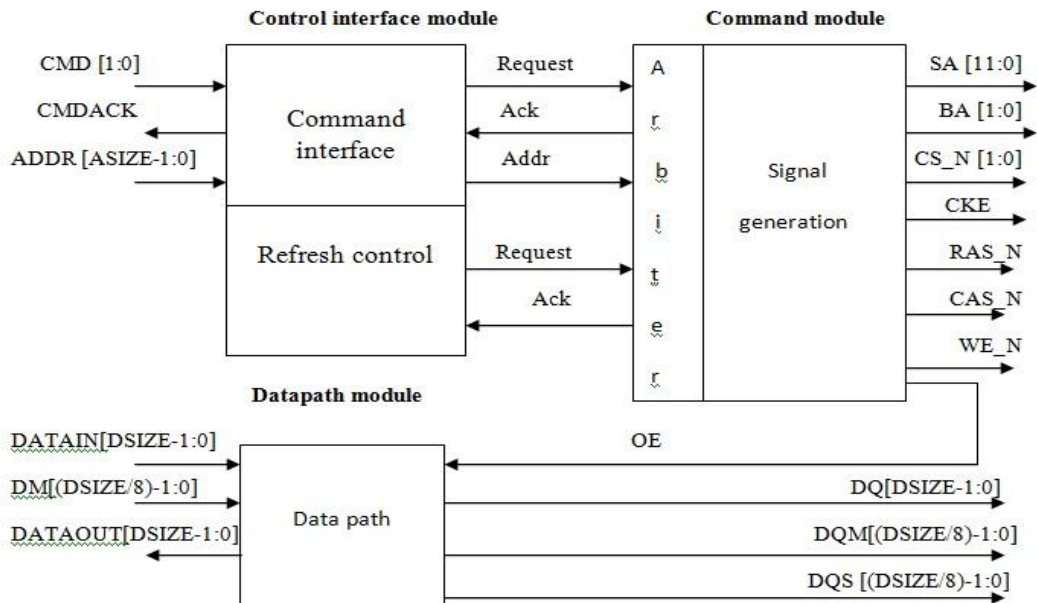 Control interface module
Command module
CMD [1:0]
CMDACK
ADDR [ASIZE-1:0]
Command
interface
Refresh control
Request
Ack
Addr
Request
Ack
A
r
b
i
t
e
r
Signal
generation
SA [11:0]
BA [1:0]
CS_N [1:0]
CKE
RAS_N
CAS_N
WE_N
Datapath module
OE
DATAIN[DSIZE-1:0]
DM[(DSIZE/8)-1:0]
DATAOUT[DSIZE-1:0]
Data path
DQ[DSIZE-1:0]
DQM[(DSIZE/8)-1:0]
DQS [(DSIZE/8)-1:0]